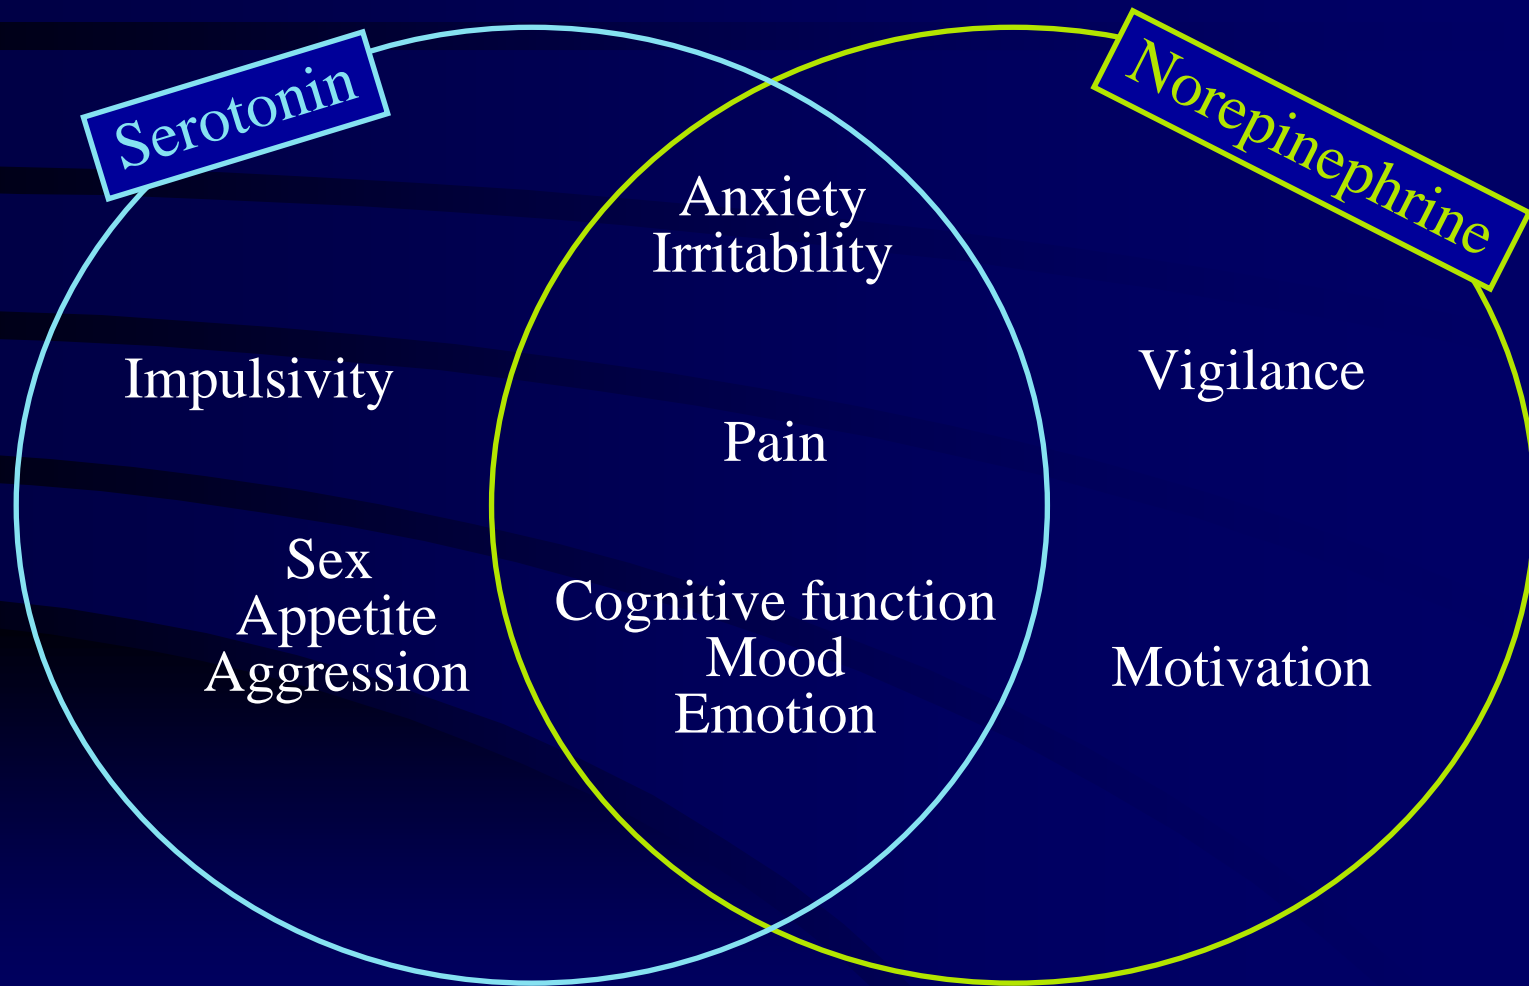 Serotonin
Norepinephrine
Anxiety
Irritability
Impulsivity
Vigilance
Pain
Sex
Appetite
Aggression
Cognitive function
Mood
Emotion
Motivation